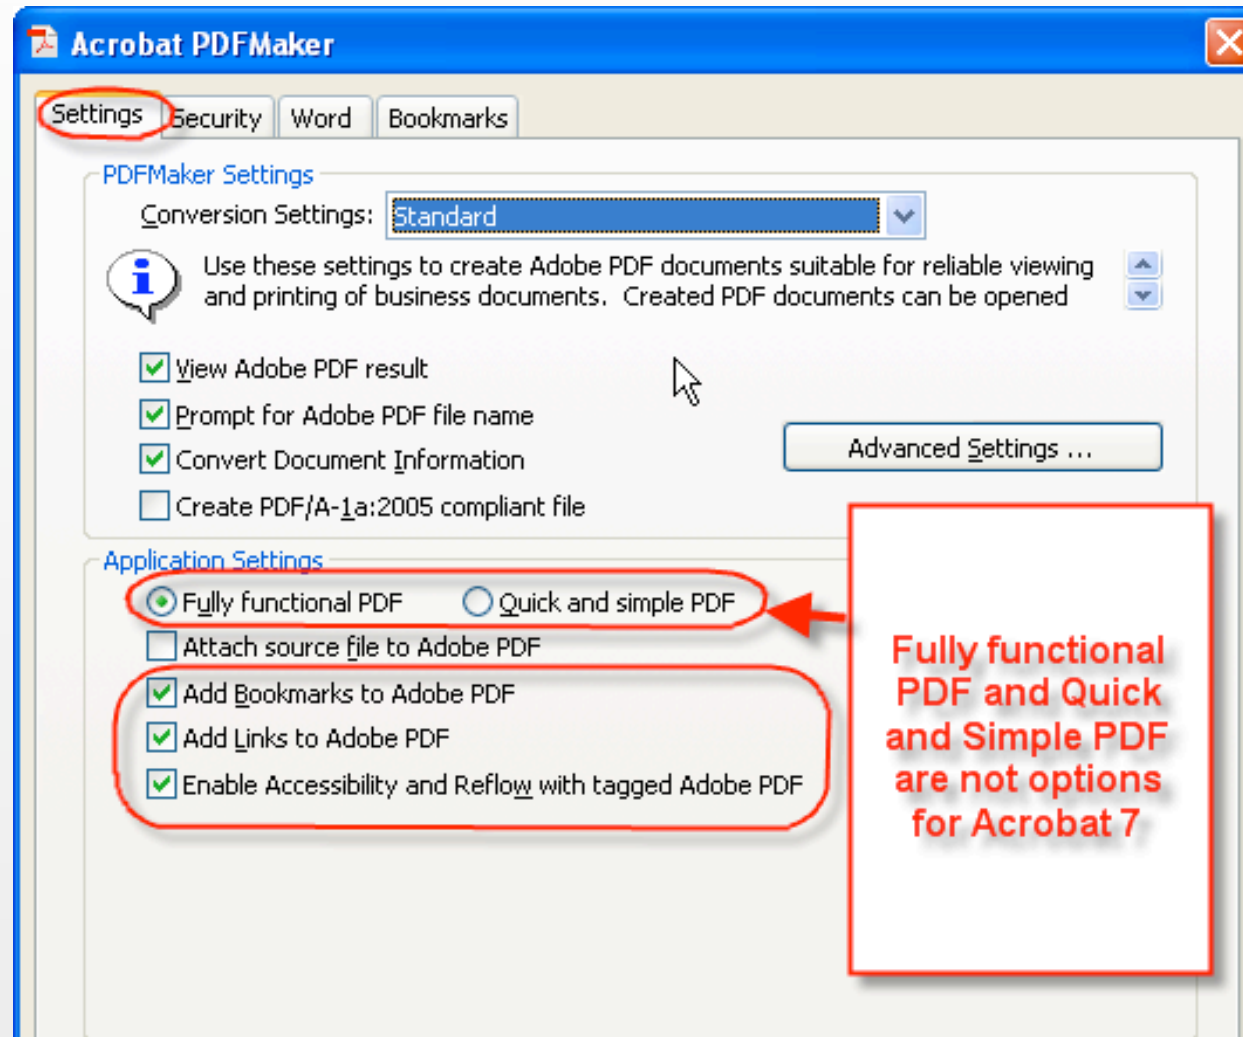 Acrobat PDFMaker
Settings Security Word Bookmarks
PDFMaker Settings
Conversion Settings: Standard
Use these settings to create Adobe PDF documents suitable for reliable viewing
and printing of business documents. Created PDF documents can be opened
View Adobe PDF result
Prompt for Adobe PDF file name
Convert Document Information
Advanced Settings ...
Create PDF/A-1a:2005 compliant file
Application Settings
Fully functional PDF Quick and simple PDF
Attach source file to Adobe PDF
Add Bookmarks to Adobe PDF
Add Links to Adobe PDF
Enable Accessibility and Reflow with tagged Adobe PDF
Fully functional
PDF and Quick
and Simple PDF
are not options
for Acrobat 7